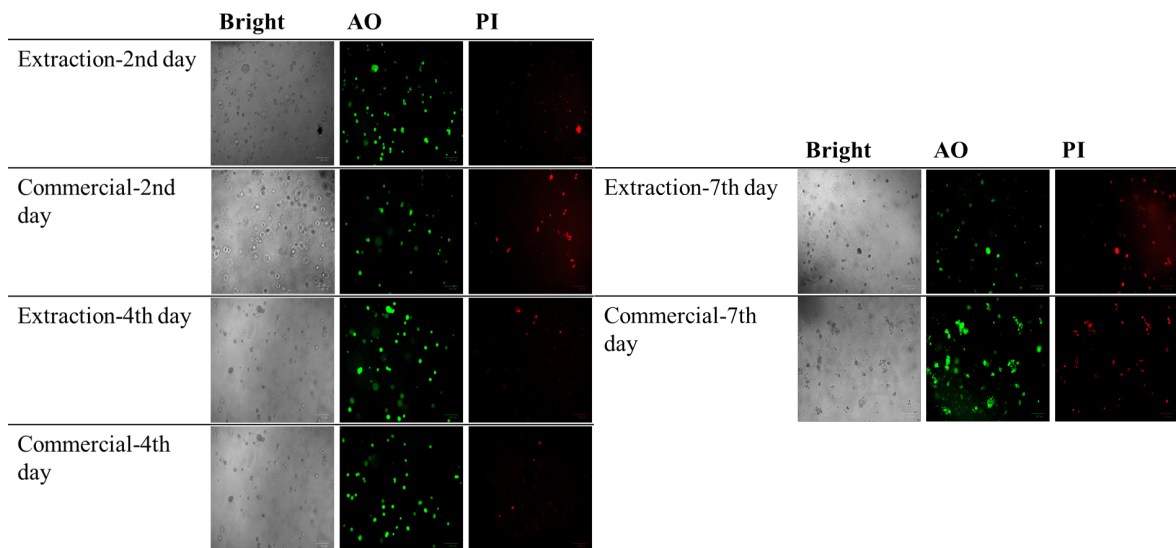 Bright AO PI
Extraction-2nd day
Commercial-2nd
day
Extraction-4th day
Commercial-4th
day
Bright AO PI
Extraction-7th day
Commercial-7th
day